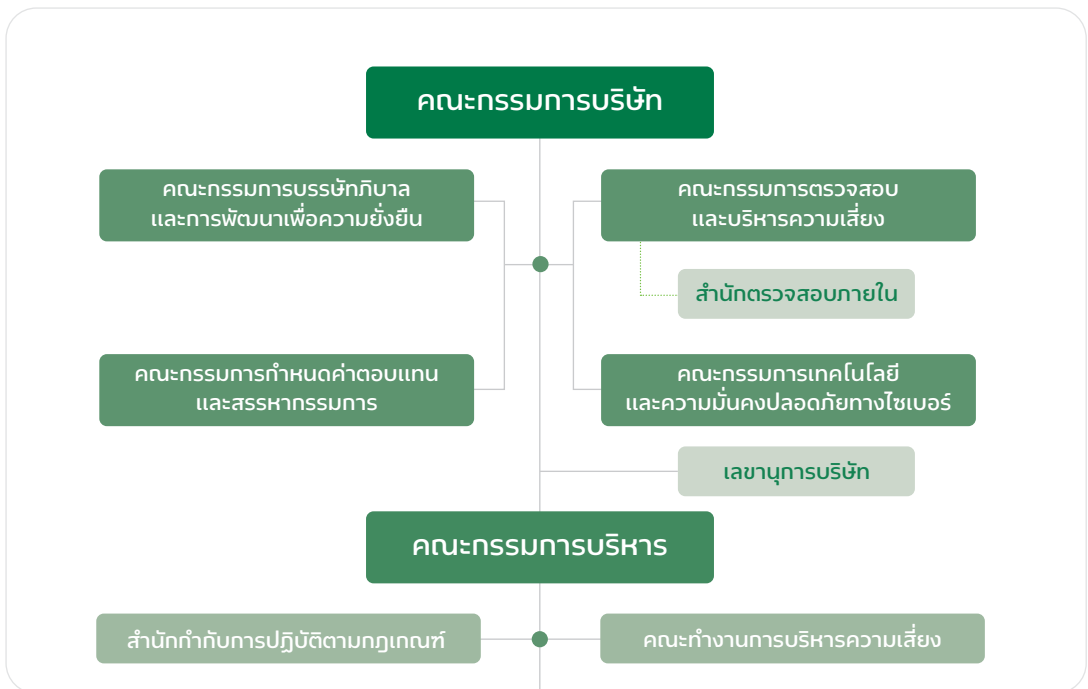 คณะกรรมการบริษัท
คณะกรรมการบรรษัทภิบาล
และการพัฒนาเพื่อความยั่งยืน
คณะกรรมการตรวจสอบ
และบริหารความเสี่ยง
สำนักตรวจสอบภายใน
คณะกรรมการกำหนดค่าตอบแทน
และสรรหากรรมการ
คณะกรรมการเทคโนโลยี
และความมั่นคงปลอดภัยทางไซเบอร์
เลขานุการบริษัท
คณะกรรมการบริหาร
สำนักกำกับการปฏิบัติตามกฎเกณฑ์
คณะทำงานการบริหารความเสี่ยง